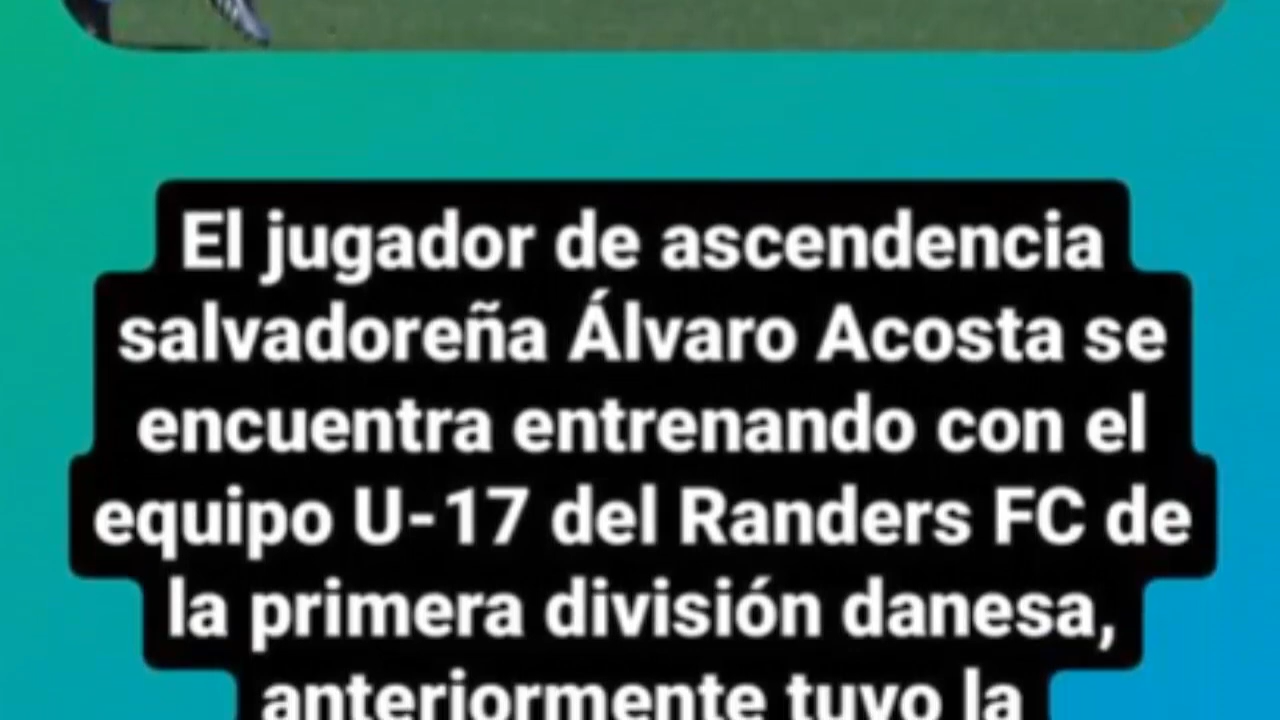 El jugador de ascendencia
salvadoreña Álvaro Acosta se
encuentra entrenando con el
equipo U-17 del Randers FC de
la primera división danesa,
anteriormente tuvo la